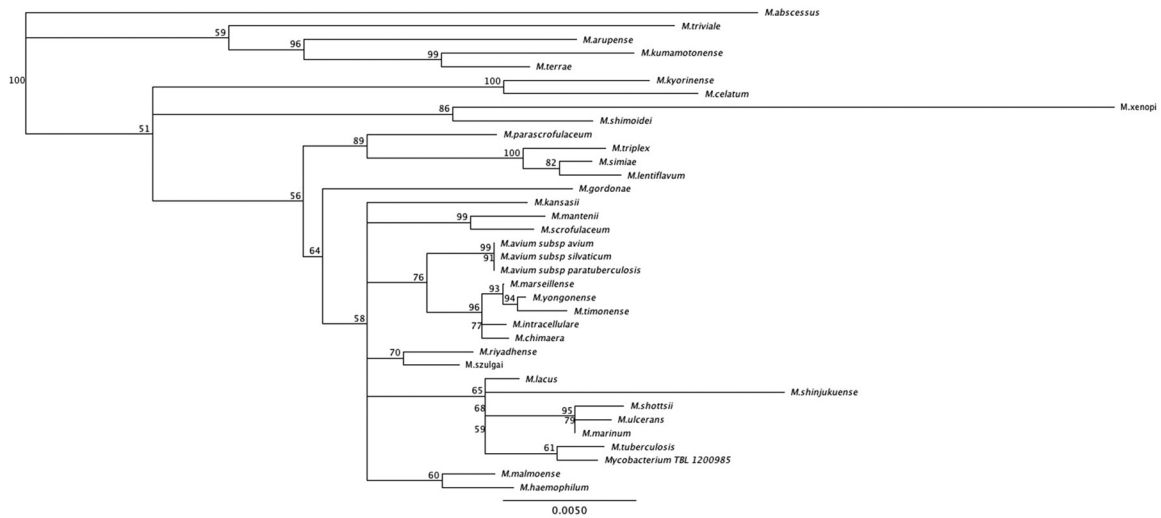 M.abscessus
M.triviale
59
M.arupense
96
M.kumamotonense
99
M.terrae
100
M.kyorinense
100
M.celatum
M.xenopi
86
M.shimoidei
51
M.parascrofulaceum
89
M.triplex
100
M.simiae
82
M.lentiflavum
M.gordonae
56
M.kansasii
M.mantenii
99
M.scrofulaceum
M.avium subsp avium
99
M.avium subsp silvaticum
91
64
M.avium subsp paratuberculosis
76
M.marseillense
93
M.yongonense
94
96
M.timonense
58
M.intracellulare
77
M.chimaera
M.riyadhense
70
M.szulgai
M.lacus
65
M.shinjukuense
68
M.shottsii
95
M.ulcerans
79
59
M.marinum
M.tuberculosis
61
Mycobacterium TBL 1200985
M.malmoense
60
M.haemophilum
0.0050